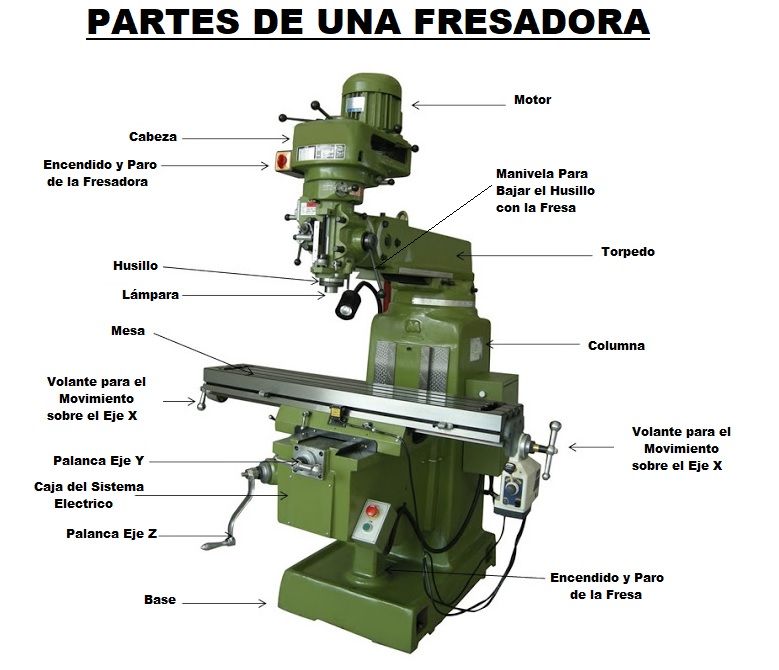 PARTES DE UNA FRESADORA
Motor
Cabeza
Encendido y Paro
de la Fresadora
Manivela Para
Bajar el Husillo
con la Fresa
Torpedo
Husillo
Lámpara
Mesa
Columna
Volante para el
Movimiento
sobre el Eje X
Volante para el
Movimiento
sobre el Eje X
Palanca Eje Y
Caja del Sistema
Electrico
Palanca Eje Z
Encendido y Paro
de la Fresa
Base